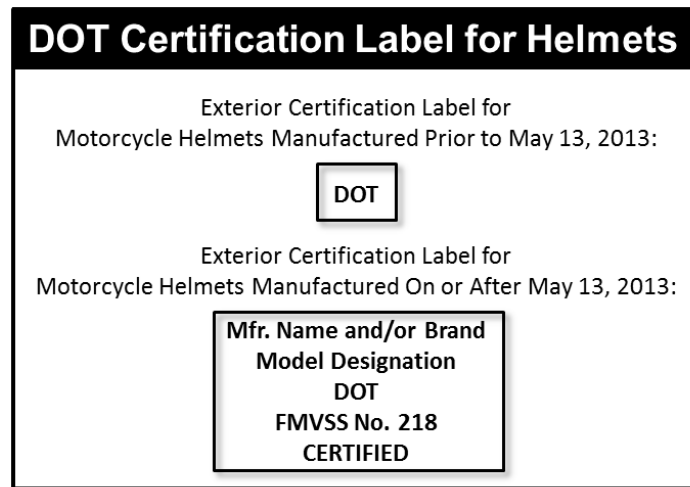 DOT Certification Label for Helmets
Exterior Certification Label for
Motorcycle Helmets Manufactured Prior to May 13, 2013:
DOT
Exterior Certification Label for
Motorcycle Helmets Manufactured On or After May 13, 2013:
Mfr. Name and/or Brand
Model Designation
DOT
FMVSS No. 218
CERTIFIED